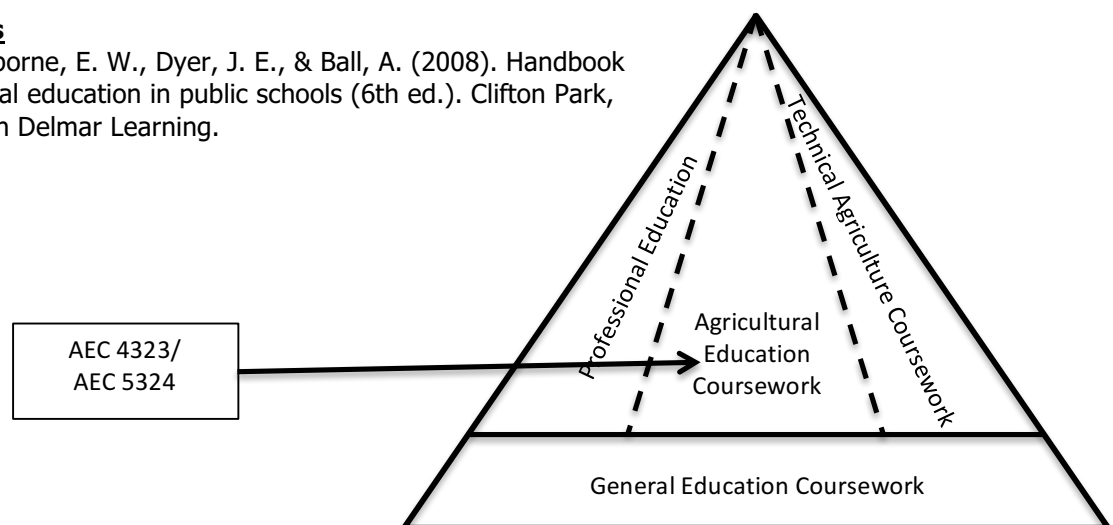 borne, E. W., Dyer, J. E., & Ball, A. (2008). Handbook
al education in public schools (6th ed.). Clifton Park,
Delmar Learning.
Professional Education
Technical Agriculture Coursework
Agricultural
Education
Coursework
AEC 4323/
AEC 5324
General Education Coursework